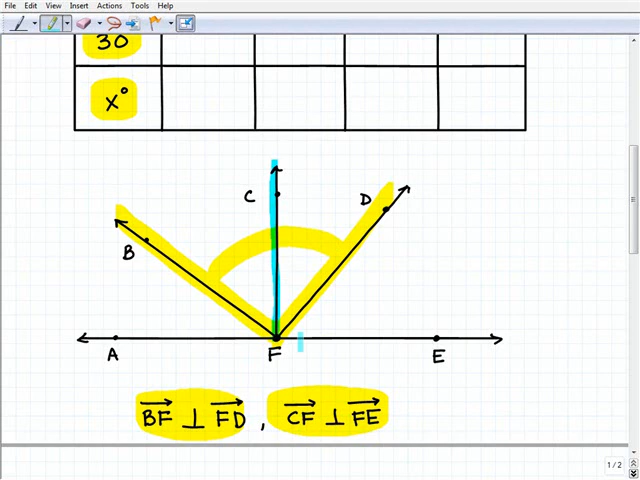 File Edit View Insert Actions Tools Help
30
x°
C
D
B
A
F
E
BF ⊥ FD , CF ⊥ FE
1/2